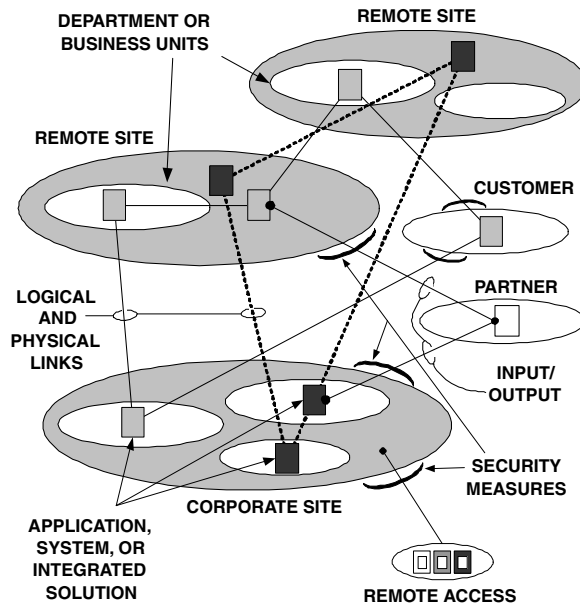 DEPARTMENT OR
BUSINESS UNITS
REMOTE SITE
REMOTE SITE
CUSTOMER
PARTNER
LOGICAL
AND
PHYSICAL
LINKS
INPUT/
OUTPUT
SECURITY
MEASURES
CORPORATE SITE
APPLICATION,
SYSTEM, OR
INTEGRATED
SOLUTION
REMOTE ACCESS